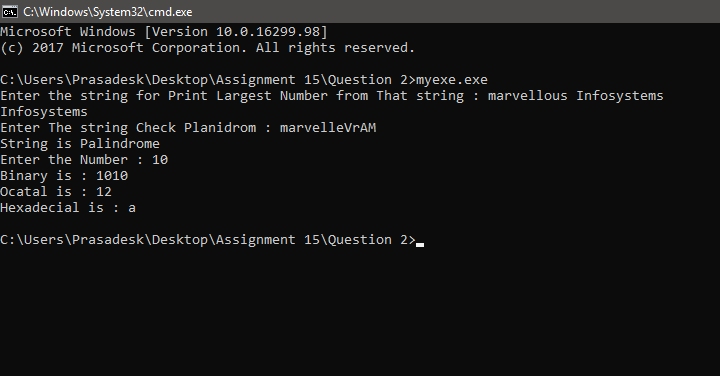 C:\Windows\System32\cmd.exe
Microsoft Windows [Version 10.0.16299.98]
(c) 2017 Microsoft Corporation. All rights reserved.
C:\Users\Prasadesk\Desktop\Assignment 15\Question 2>myexe.exe
Enter the string for Print Largest Number from That string : marvellous Infosystems
Infosystems
Enter The string Check Planidrom : marvelleVrAM
String is Palindrome
Enter the Number : 10
Binary is : 1010
Ocatal is : 12
Hexadecial is : a
C:\Users\Prasadesk\Desktop\Assignment 15\Question 2>